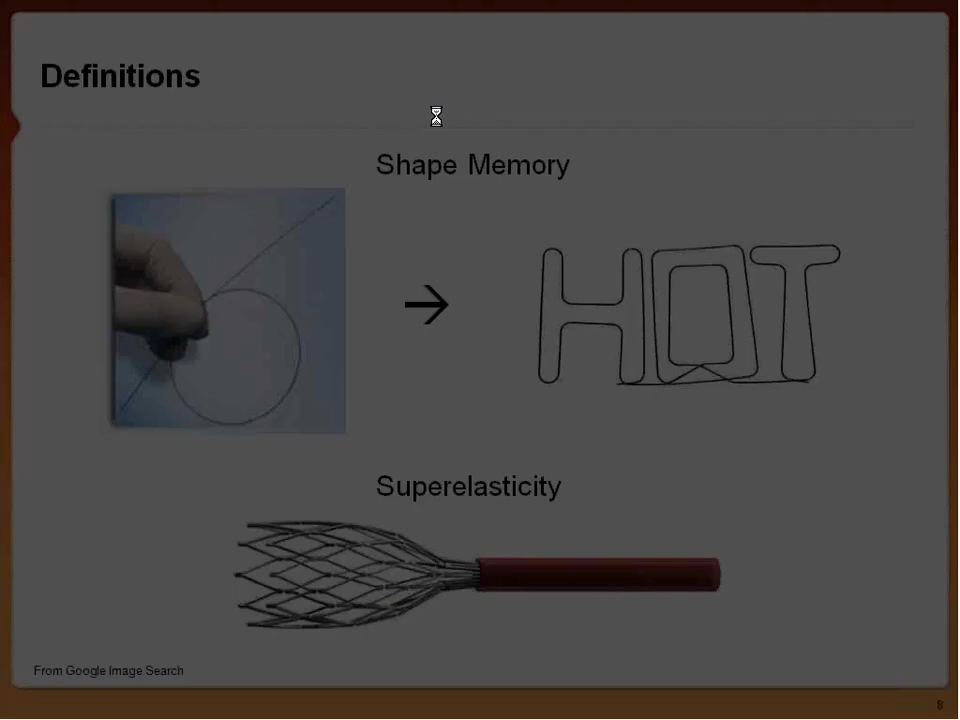 Definitions
Shape Memory
→
HOT
Superelasticity
From Google Image Search
8